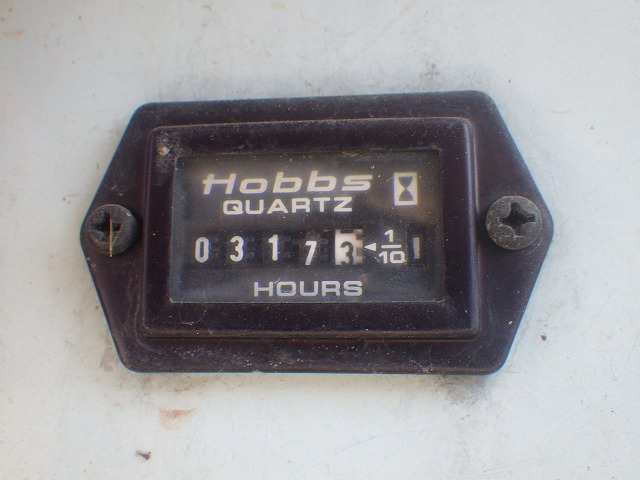 Hobbs
QUARTZ
0 3 1 7 3 ◄ 1/10
HOURS